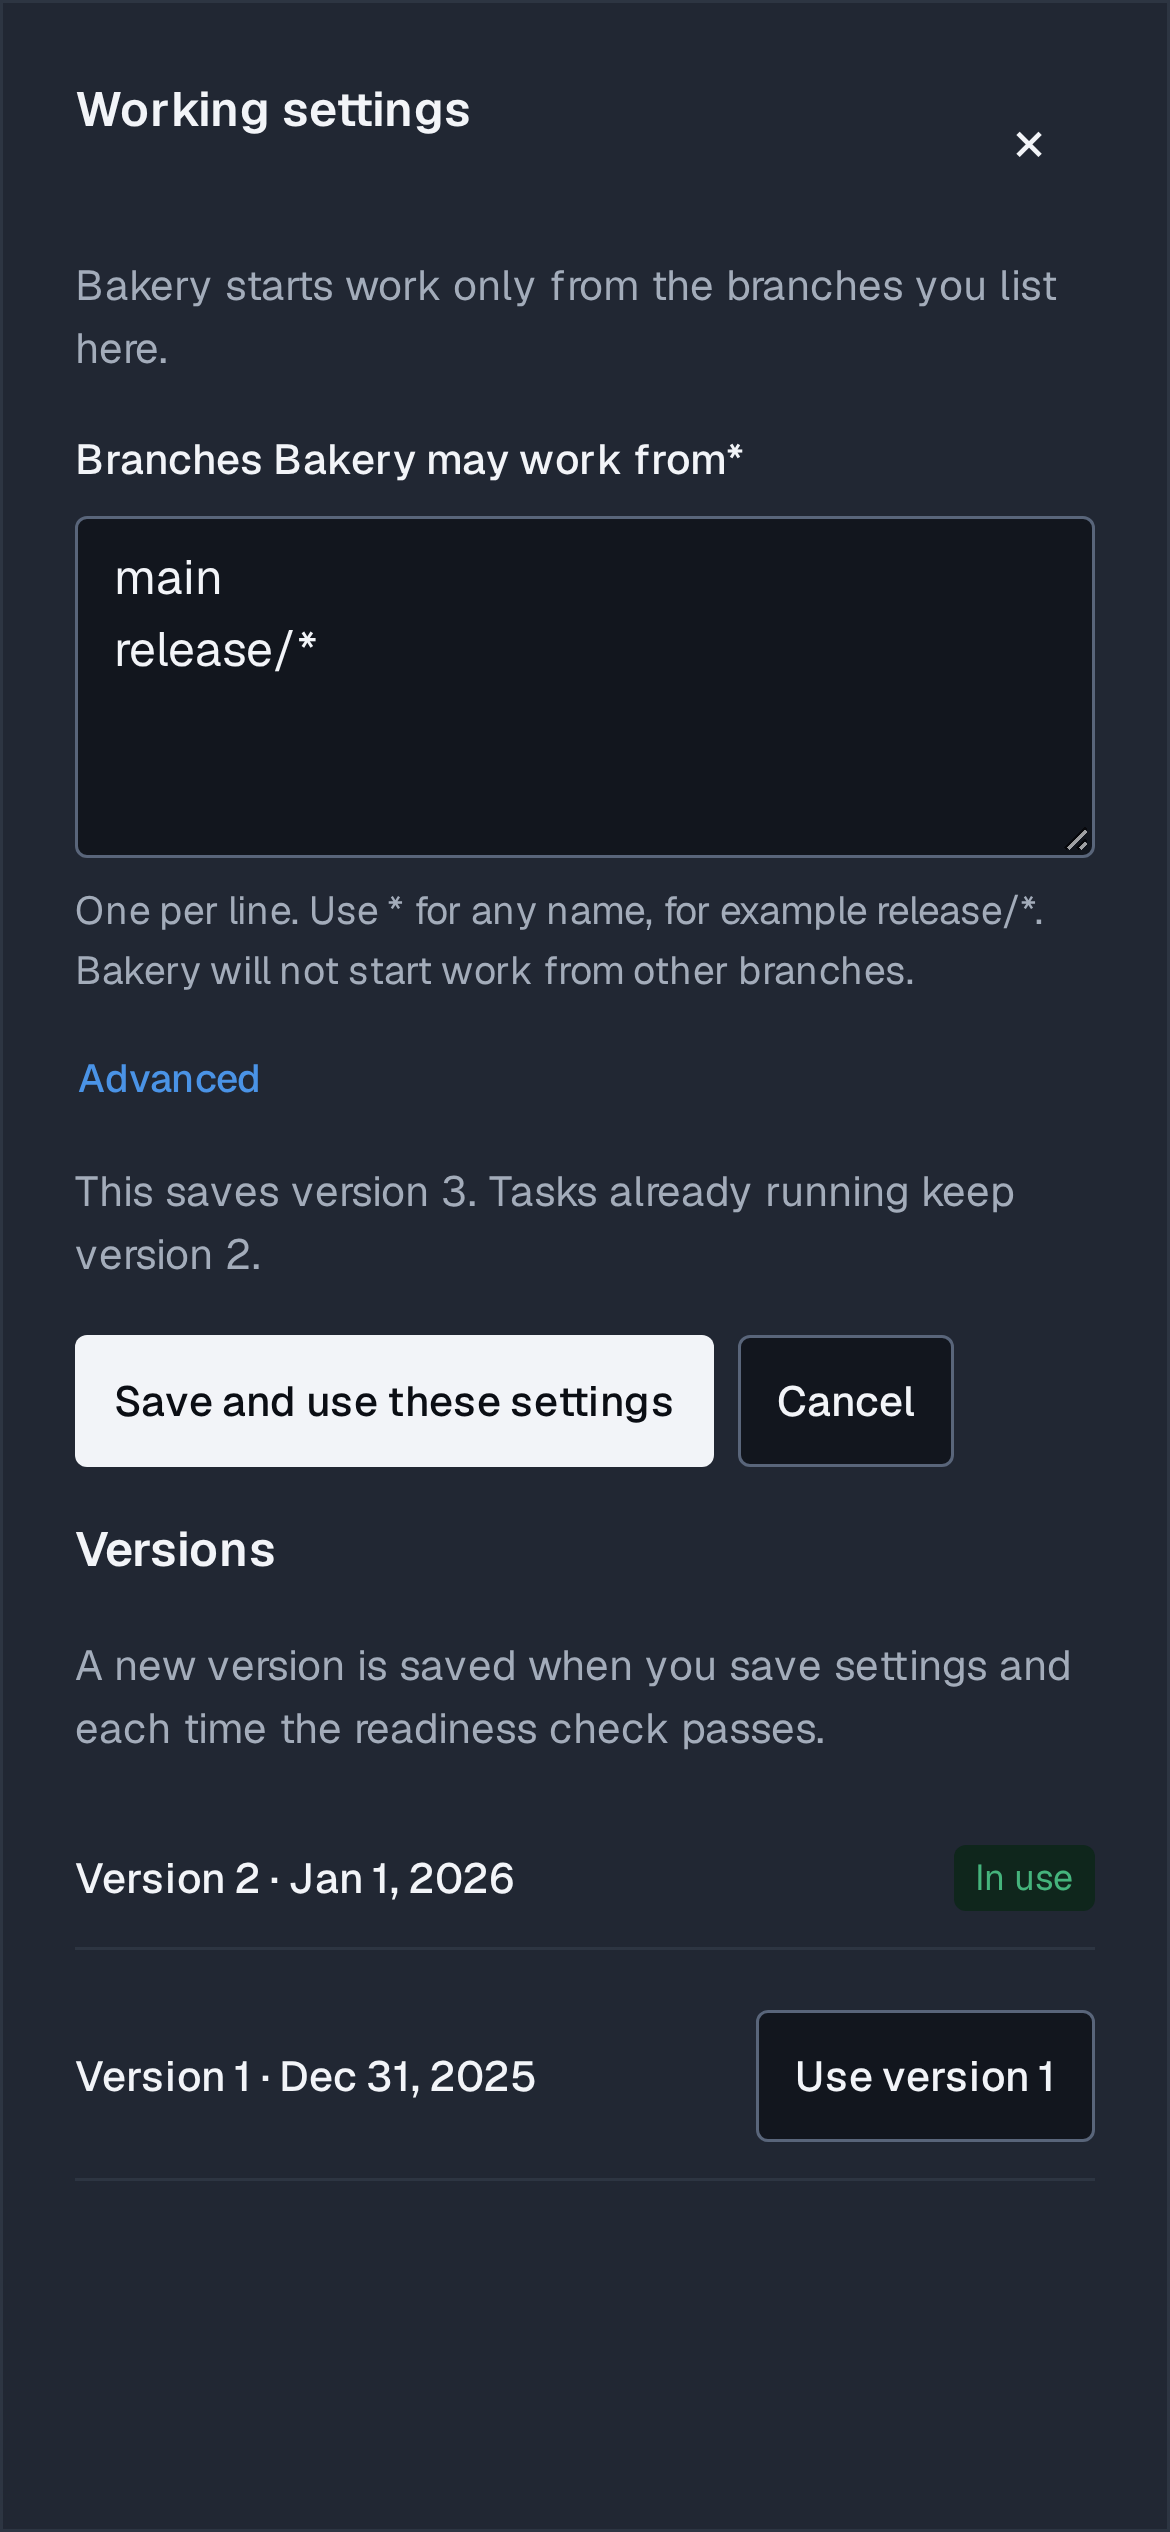 Working settings
×
Bakery starts work only from the branches you list
here.
Branches Bakery may work from*
main
release/*
One per line. Use * for any name, for example release/*.
Bakery will not start work from other branches.
Advanced
This saves version 3. Tasks already running keep
version 2.
Save and use these settings
Cancel
Versions
A new version is saved when you save settings and
each time the readiness check passes.
Version 2 · Jan 1, 2026
In use
Version 1 · Dec 31, 2025
Use version 1